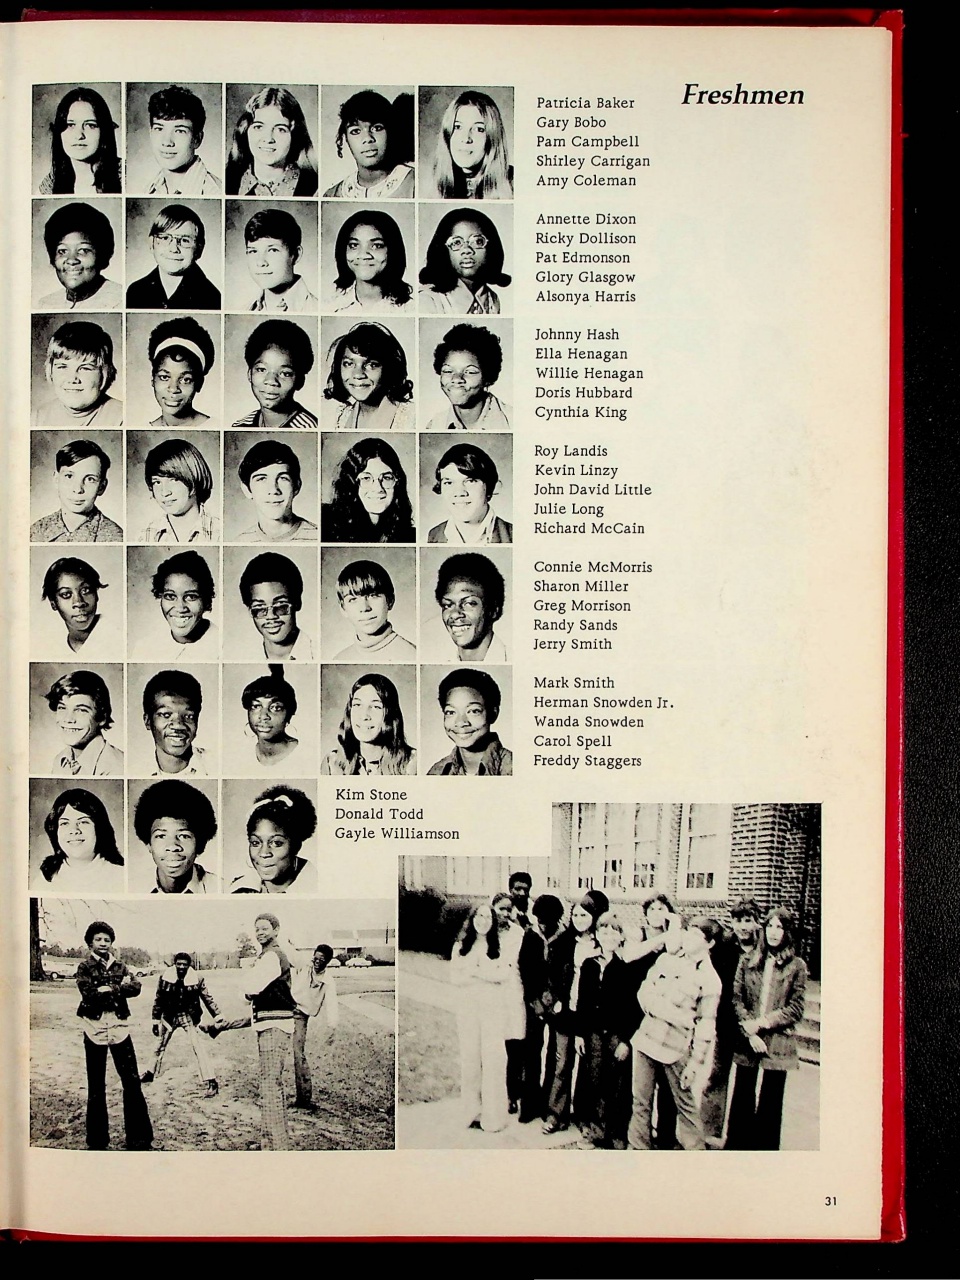 Freshmen
Patricia Baker
Gary Bobo
Pam Campbell
Shirley Carrigan
Amy Coleman
Annette Dixon
Ricky Dollison
Pat Edmonson
Glory Glasgow
Alsonya Harris
Johnny Hash
Ella Henagan
Willie Henagan
Doris Hubbard
Cynthia King
Roy Landis
Kevin Linzy
John David Little
Julie Long
Richard McCain
Connie McMorris
Sharon Miller
Greg Morrison
Randy Sands
Jerry Smith
Mark Smith
Herman Snowden Jr.
Wanda Snowden
Carol Spell
Freddy Staggers
Kim Stone
Donald Todd
Gayle Williamson
31